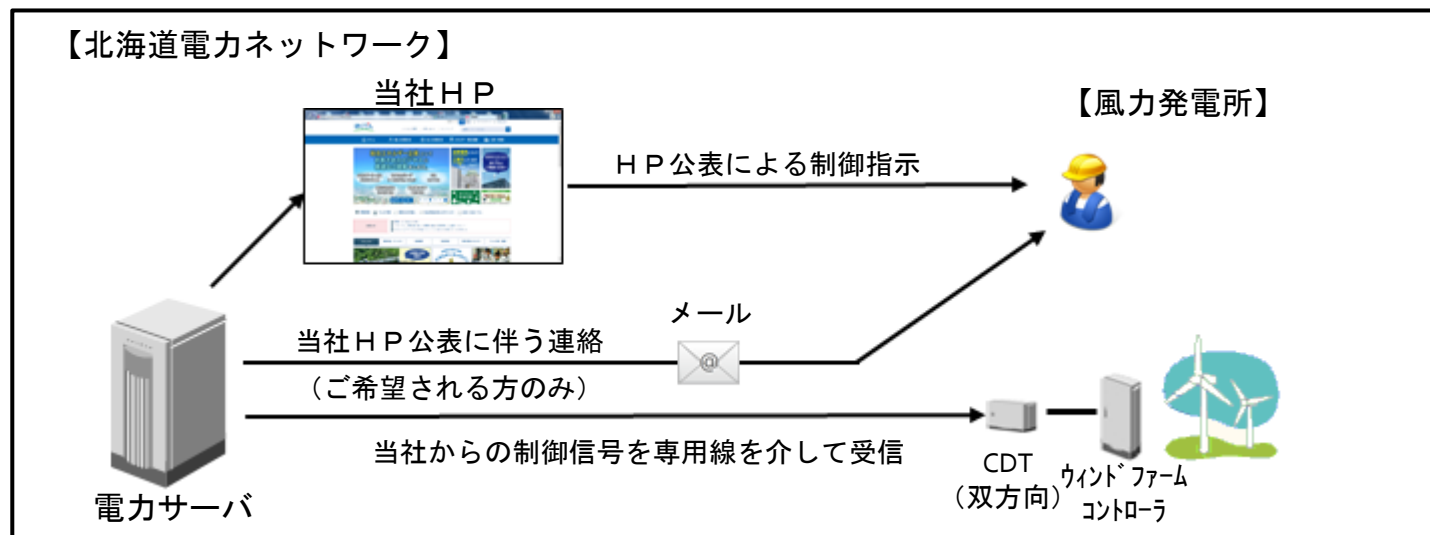 【北海道電力ネットワーク】
当社ＨＰ
【風力発電所】
ＨＰ公表による制御指示
メール
当社ＨＰ公表に伴う連絡
@
（ご希望される方のみ）
当社からの制御信号を専用線を介して受信
CDT
（双方向）
ｳｨﾝﾄﾞﾌｧｰﾑ
ｺﾝﾄﾛｰﾗ
電力サーバ